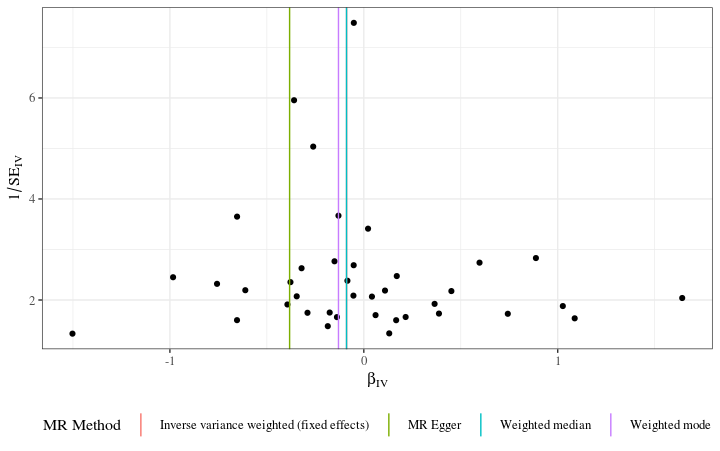 1/SE_IV
6
4
2
-1
0
1
β_IV
MR Method
Inverse variance weighted (fixed effects)
MR Egger
Weighted median
Weighted mode